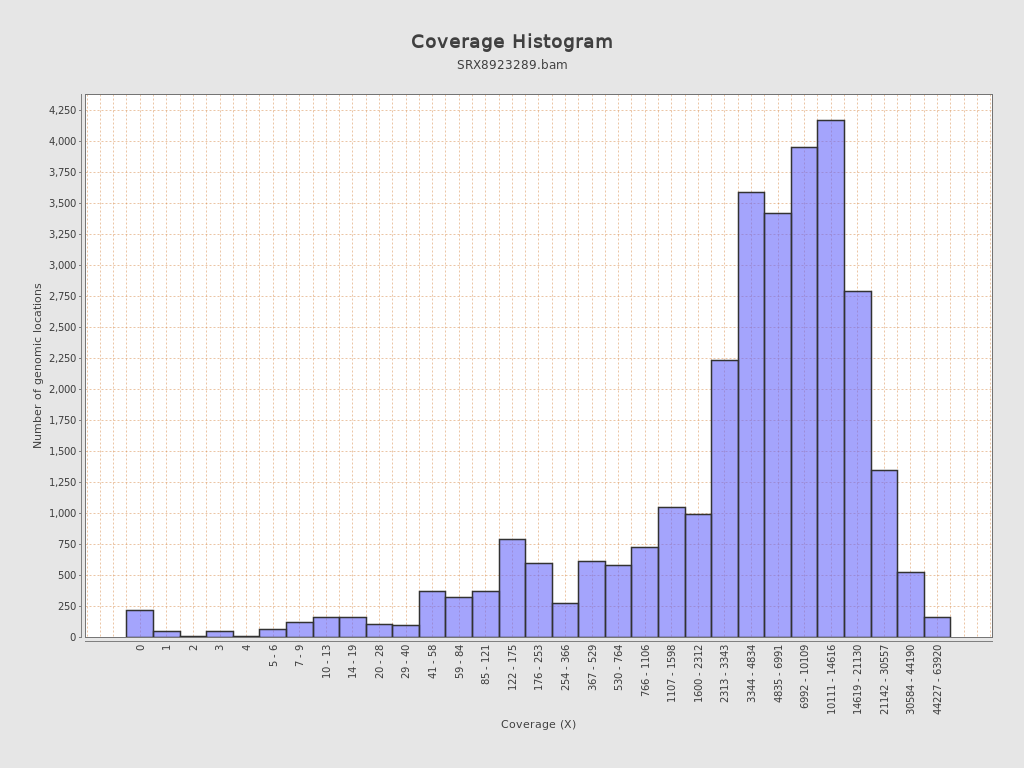 Coverage Histogram
SRX8923289.bam
Number of genomic locations
4,250
4,000
3,750
3,500
3,250
3,000
2,750
2,500
2,250
2,000
1,750
1,500
1,250
1,000
750
500
250
0
0
1
2
3
4
5 - 6
7 - 9
10 - 13
14 - 19
20 - 28
29 - 40
41 - 58
59 - 84
85 - 121
122 - 175
176 - 253
254 - 366
367 - 529
530 - 764
766 - 1106
1107 - 1598
1600 - 2312
2313 - 3343
3344 - 4834
4835 - 6991
6992 - 10109
10111 - 14616
14619 - 21130
21142 - 30557
30584 - 44190
44227 - 63920
Coverage (X)